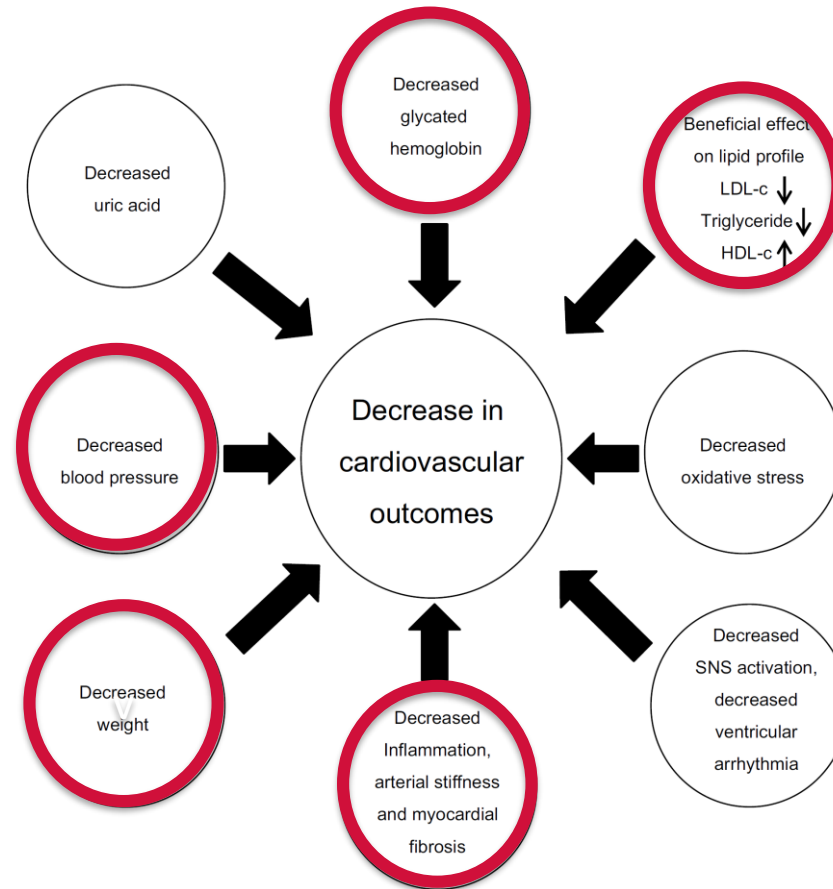 Decreased
glycated
hemoglobin
Beneficial effect
on lipid profile
LDL-c ↓
Triglyceride ↓
HDL-c ↑
Decreased
uric acid
Decrease in
cardiovascular
outcomes
Decreased
blood pressure
Decreased
oxidative stress
Decreased
weight
V
Decreased
Inflammation,
arterial stiffness
and myocardial
fibrosis
Decreased
SNS activation,
decreased
ventricular
arrhythmia